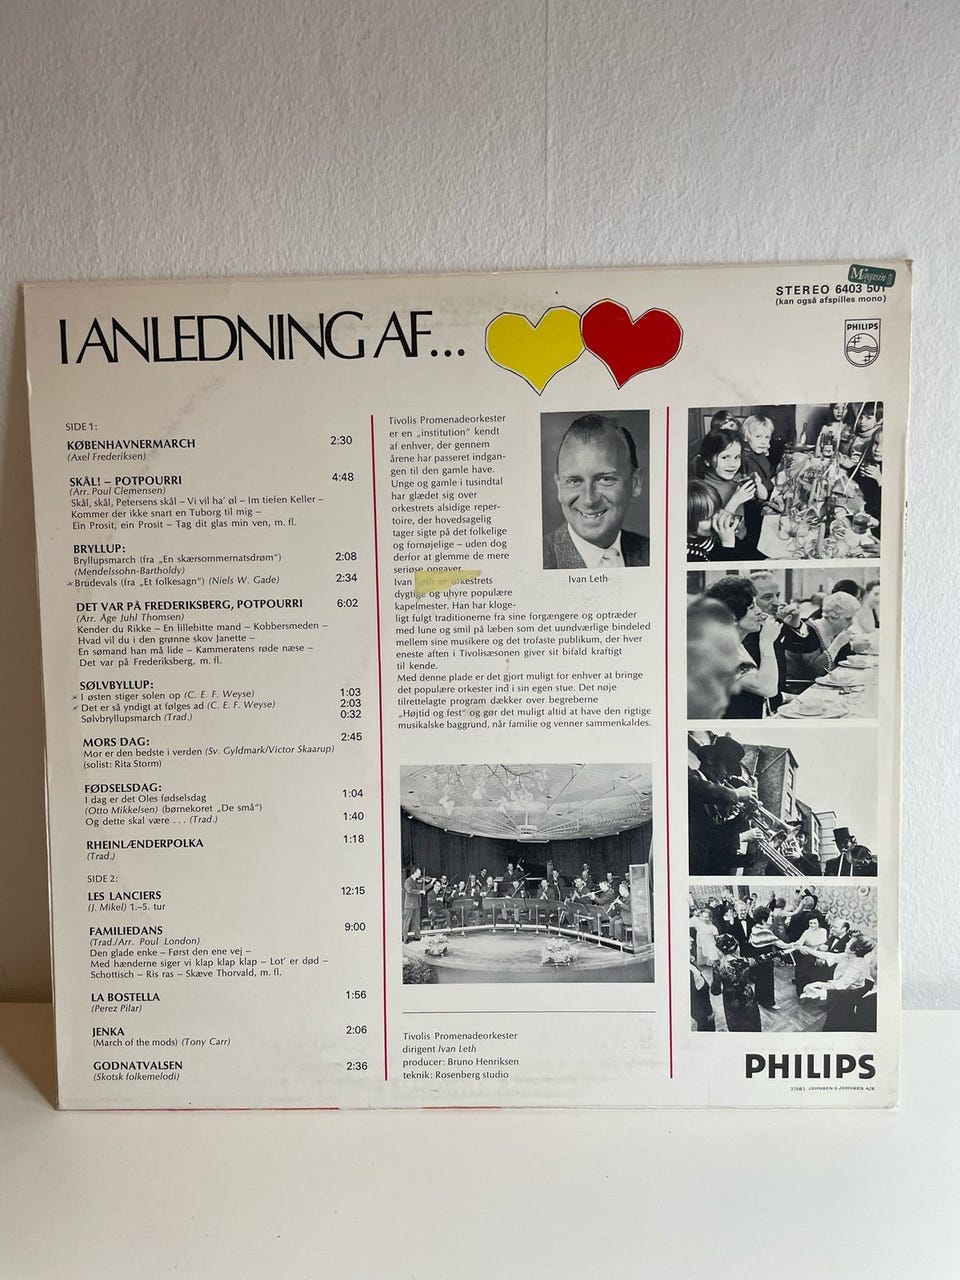 Magasin
STEREO 6403 501
(kan også afspilles mono)
I ANLEDNING AF...
PHILIPS
SIDE 1:
KØBENHAVNERMARCH 2:30
(Axel Frederiksen)
SKÅL! – POTPOURRI 4:48
(Arr. Poul Clemensen)
Skål, skål, Petersens skål – Vi vil ha' øl – Im tiefen Keller –
Kommer der ikke snart en Tuborg til mig –
Ein Prosit, ein Prosit – Tag dit glas min ven, m. fl.
BRYLLUP:
Bryllupsmarch (fra „En skærsommernatsdrøm“) 2:08
(Mendelssohn-Bartholdy)
Brudevals (fra „Et folkesagn“) (Niels W. Gade) 2:34
DET VAR PÅ FREDERIKSBERG, POTPOURRI 6:02
(Arr. Åge Juhl Thomsen)
Kender du Rikke – En lillebitte mand – Kobbersmeden –
Hvad vil du i den grønne skov Janette –
En sømand han må lide – Kammeratens røde næse –
Det var på Frederiksberg, m. fl.
SØLVBRYLLUP:
I østen stiger solen op (C. E. F. Weyse) 1:03
Det er så yndigt at følges ad (C. E. F. Weyse) 2:03
Sølvbryllupsmarch (Trad.) 0:32
MORS DAG: 2:45
Mor er den bedste i verden (Sv. Gyldmark/Victor Skaarup)
(solist: Rita Storm)
FØDSELSDAG:
I dag er det Oles fødselsdag 1:04
(Otto Mikkelsen) (børnekoret „De små“)
Og dette skal være . . . (Trad.) 1:40
RHEINLÆNDERPOLKA 1:18
(Trad.)
SIDE 2:
LES LANCIERS 12:15
(J. Mikel) 1.–5. tur
FAMILIEDANS 9:00
(Trad./Arr. Poul London)
Den glade enke – Først den ene vej –
Med hænderne siger vi klap klap klap – Lot' er død –
Schottisch – Ris ras – Skæve Thorvald, m. fl.
LA BOSTELLA 1:56
(Perez Pilar)
JENKA 2:06
(March of the mods) (Tony Carr)
GODNATVALSEN 2:36
(Skotsk folkemelodi)
Tivolis Promenadeorkester
er en „institution“ kendt
af enhver, der gennem
årene har passeret indgan-
gen til den gamle have.
Unge og gamle i tusindtal
har glædet sig over
orkestrets alsidige reper-
toire, der hovedsagelig
tager sigte på det folkelige
og fornøjelige – uden dog
derfor at glemme de mere
seriøse opgaver.
Ivan Leth er orkestrets
dygtige og uhyre populære
kapelmester. Han har kloge-
ligt fulgt traditionerne fra sine forgængere og optræder
med lune og smil på læben som det uundværlige bindeled
mellem sine musikere og det trofaste publikum, der hver
eneste aften i Tivolisæsonen giver sit bifald kraftigt
til kende.
Med denne plade er det gjort muligt for enhver at bringe
det populære orkester ind i sin egen stue. Det nøje
tilrettelagte program dækker over begreberne
„Højtid og fest“ og gør det muligt altid at have den rigtige
musikalske baggrund, når familie og venner sammenkaldes.
Ivan Leth
Tivolis Promenadeorkester
dirigent Ivan Leth
producer: Bruno Henriksen
teknik: Rosenberg studio
PHILIPS
37683 JOHNSEN+JOHNSEN A/S